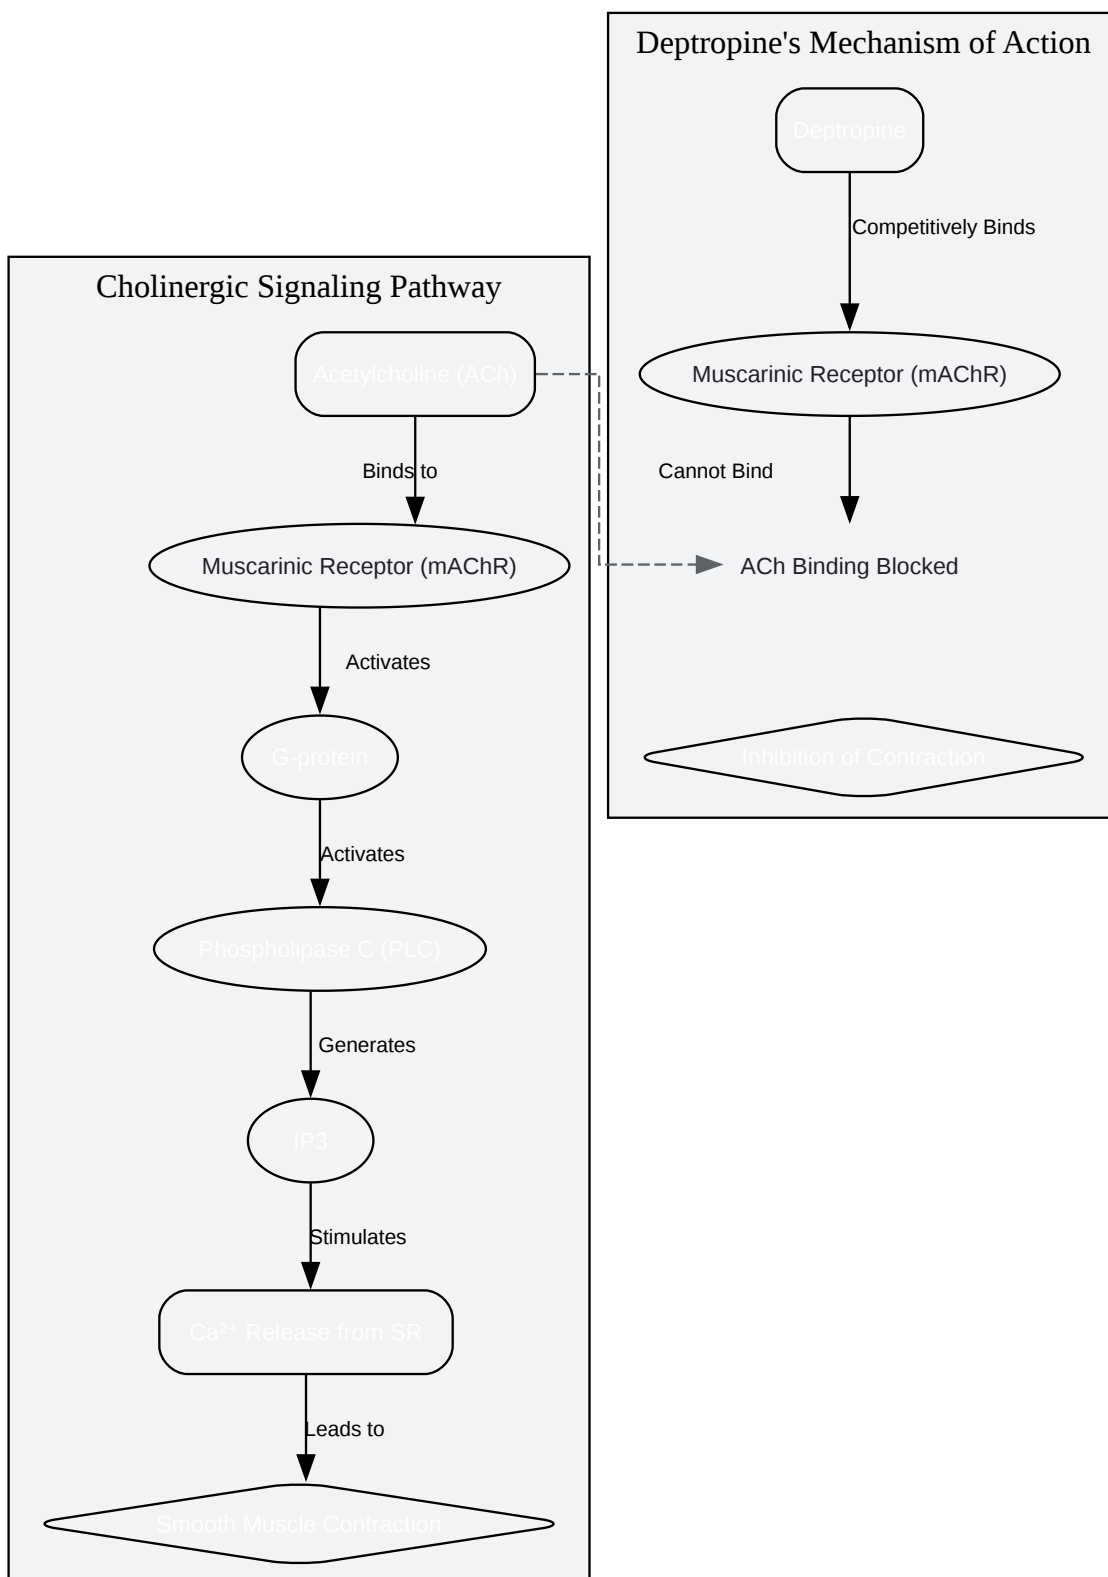 Deptropine's Mechanism of Action
Deptropine
Competitively Binds
Muscarinic Receptor (mAChR)
Cannot Bind
ACh Binding Blocked
Inhibition of Contraction
Cholinergic Signaling Pathway
Acetylcholine (ACh)
Binds to
Muscarinic Receptor (mAChR)
Activates
G-protein
Activates
Phospholipase C (PLC)
Generates
IP3
Stimulates
Ca²⁺ Release from SR
Leads to
Smooth Muscle Contraction